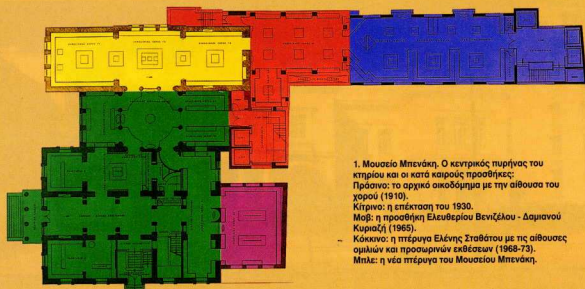 1. Μουσείο Μπενάκη. Ο κεντρικός πυρήνας του
κτηρίου και οι κατά καιρούς προσθήκες:
Πράσινο: το αρχικό οικοδόμημα με την αίθουσα του
χορού (1910).
Κίτρινο: η επέκταση του 1930.
Μοβ: η προσθήκη Ελευθερίου Βενιζέλου - Δαμιανού
Κυριαζή (1965).
Κόκκινο: η πτέρυγα Ελένης Σταθάτου με τις αίθουσες
ομιλιών και προσωρινών εκθέσεων (1968-73).
Μπλε: η νέα πτέρυγα του Μουσείου Μπενάκη.